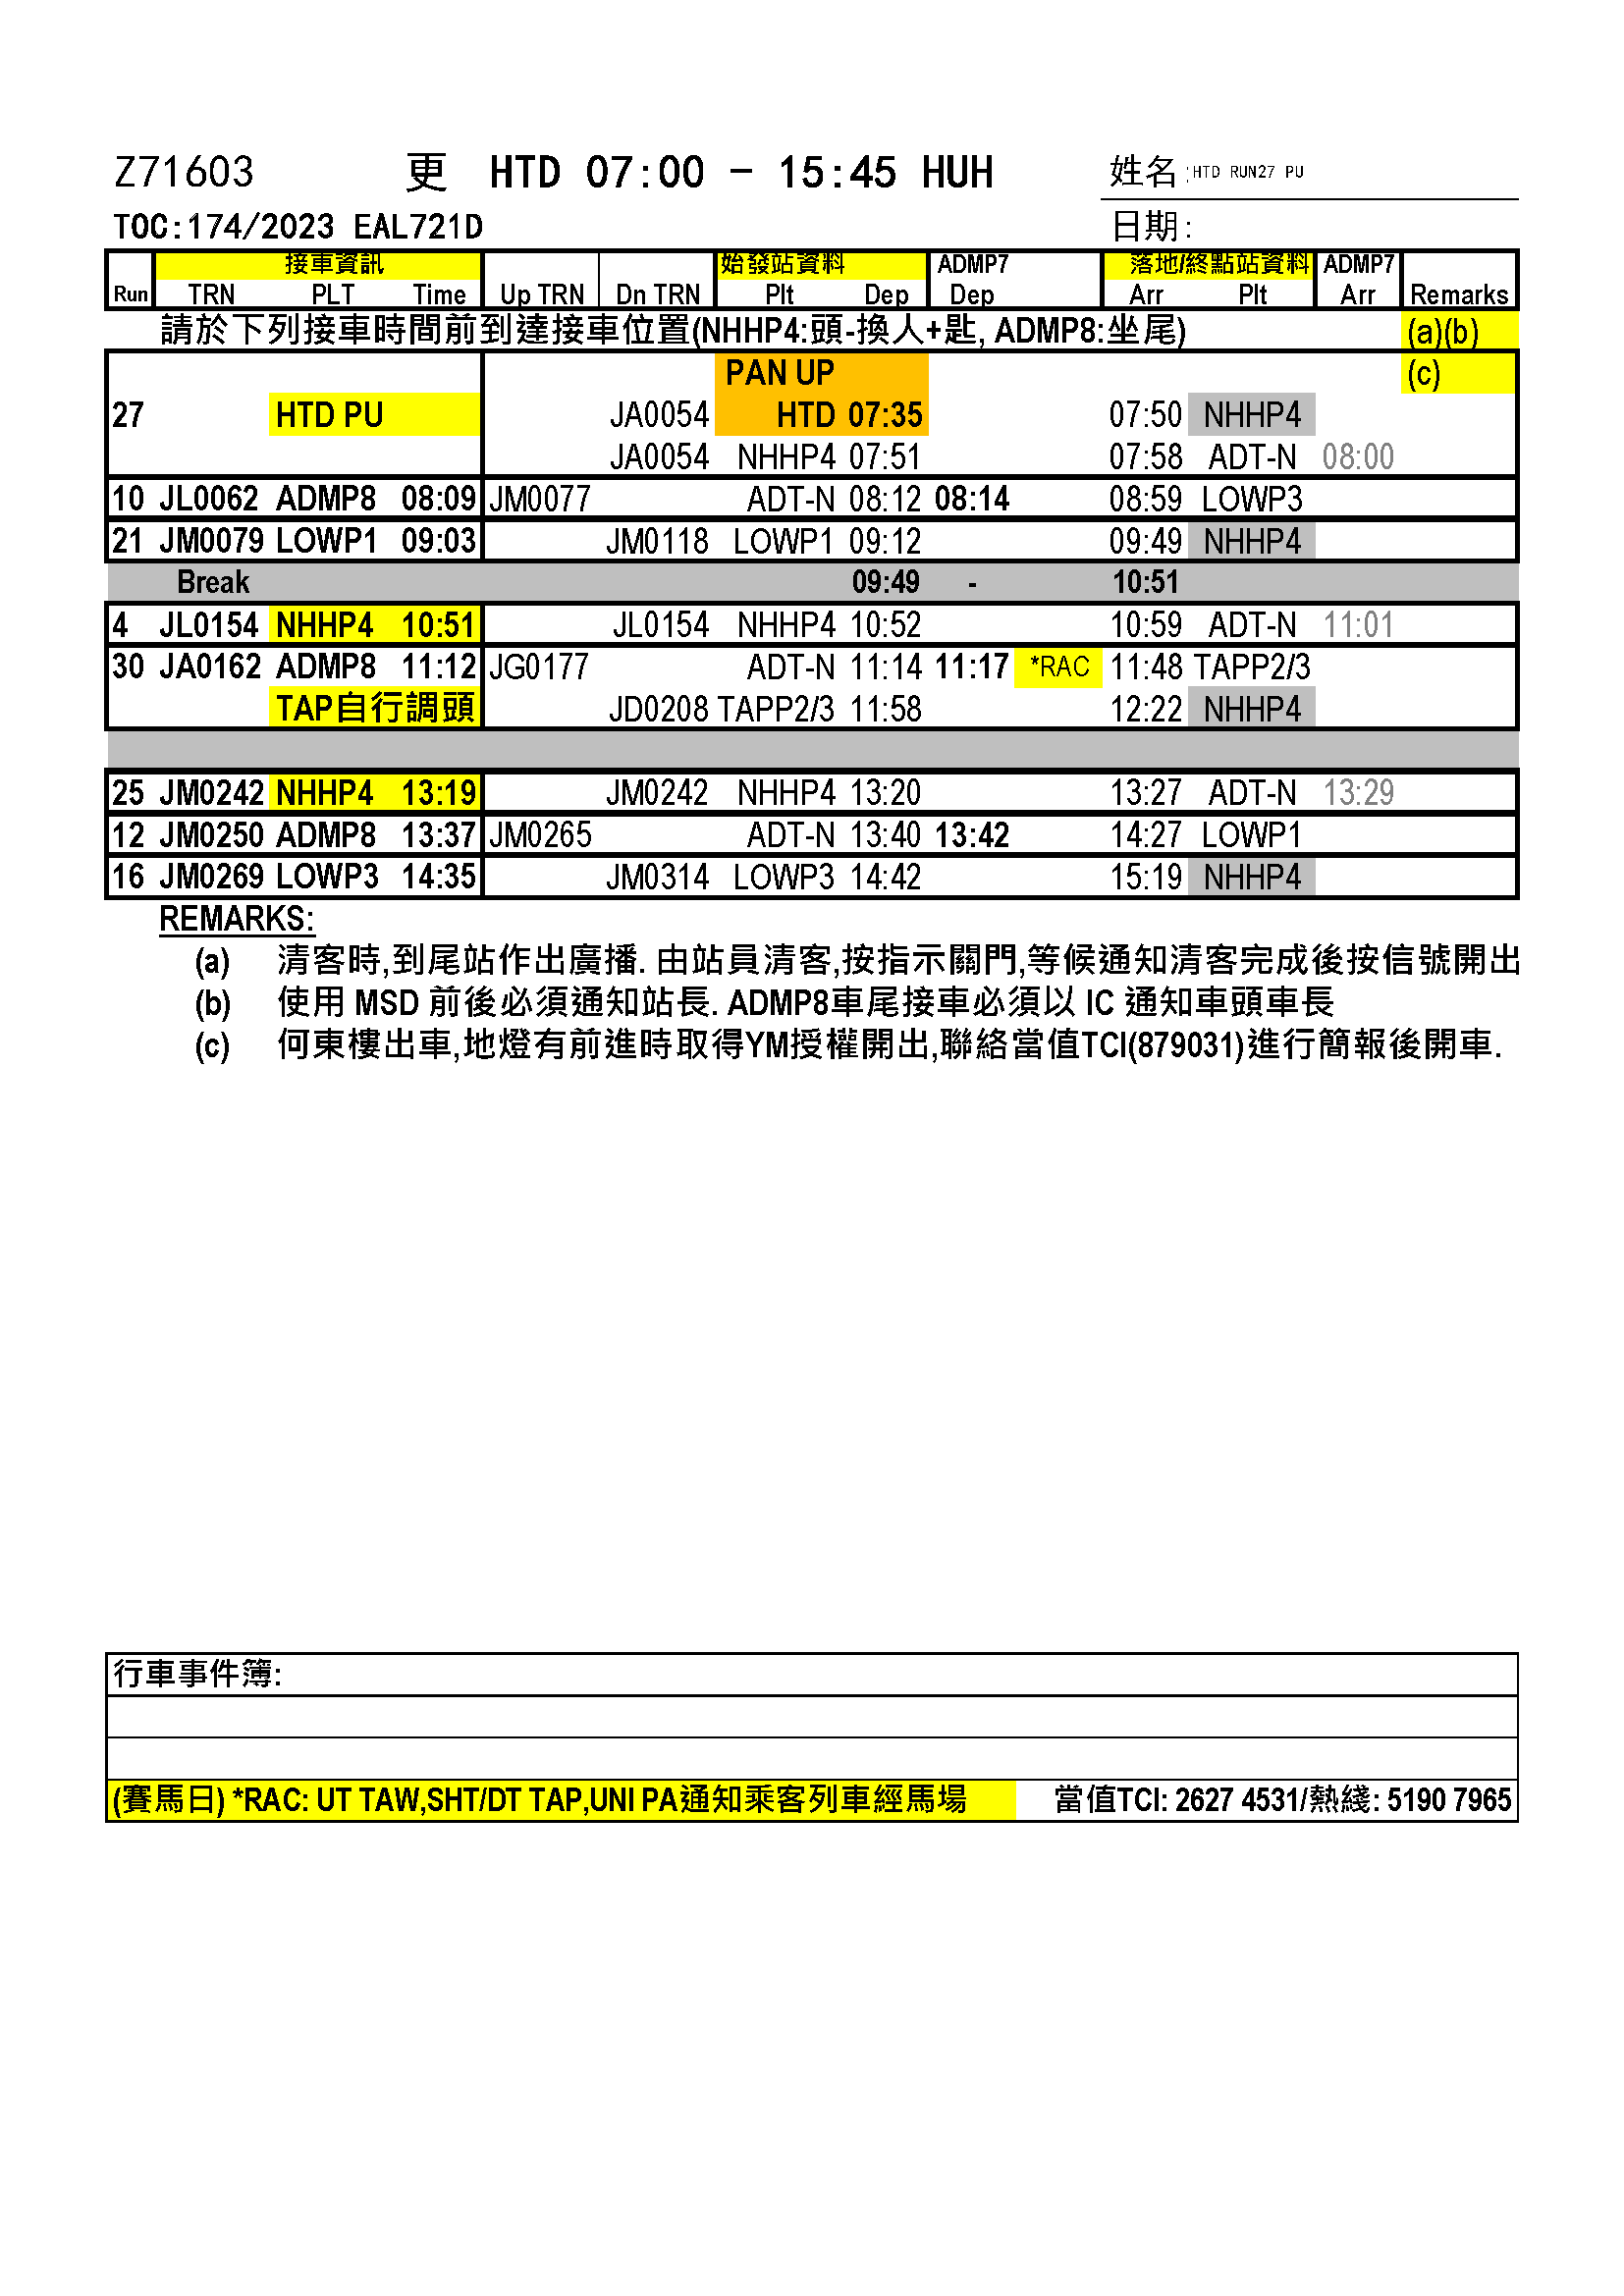 Z71603 更 HTD 07:00 - 15:45 HUH 姓名:HTD RUN27 PU
TOC:174/2023 EAL721D 日期:
接車資訊 始發站資料 ADMP7 落地/終點站資料 ADMP7
Run TRN PLT Time Up TRN Dn TRN Plt Dep Dep Arr Plt Arr Remarks
請於下列接車時間前到達接車位置(NHHP4:頭-換人+匙, ADMP8:坐尾) (a)(b)
PAN UP (c)
27 HTD PU JA0054 HTD 07:35 07:50 NHHP4
JA0054 NHHP4 07:51 07:58 ADT-N 08:00
10 JL0062 ADMP8 08:09 JM0077 ADT-N 08:12 08:14 08:59 LOWP3
21 JM0079 LOWP1 09:03 JM0118 LOWP1 09:12 09:49 NHHP4
Break 09:49 - 10:51
4 JL0154 NHHP4 10:51 JL0154 NHHP4 10:52 10:59 ADT-N 11:01
30 JA0162 ADMP8 11:12 JG0177 ADT-N 11:14 11:17 *RAC 11:48 TAPP2/3
TAP自行調頭 JD0208 TAPP2/3 11:58 12:22 NHHP4
25 JM0242 NHHP4 13:19 JM0242 NHHP4 13:20 13:27 ADT-N 13:29
12 JM0250 ADMP8 13:37 JM0265 ADT-N 13:40 13:42 14:27 LOWP1
16 JM0269 LOWP3 14:35 JM0314 LOWP3 14:42 15:19 NHHP4
REMARKS:
(a) 清客時,到尾站作出廣播. 由站員清客,按指示關門,等候通知清客完成後按信號開出
(b) 使用 MSD 前後必須通知站長. ADMP8車尾接車必須以 IC 通知車頭車長
(c) 何東樓出車,地燈有前進時取得YM授權開出,聯絡當值TCI(879031)進行簡報後開車.
行車事件簿:
(賽馬日) *RAC: UT TAW,SHT/DT TAP,UNI PA通知乘客列車經馬場 當值TCI: 2627 4531/熱綫: 5190 7965